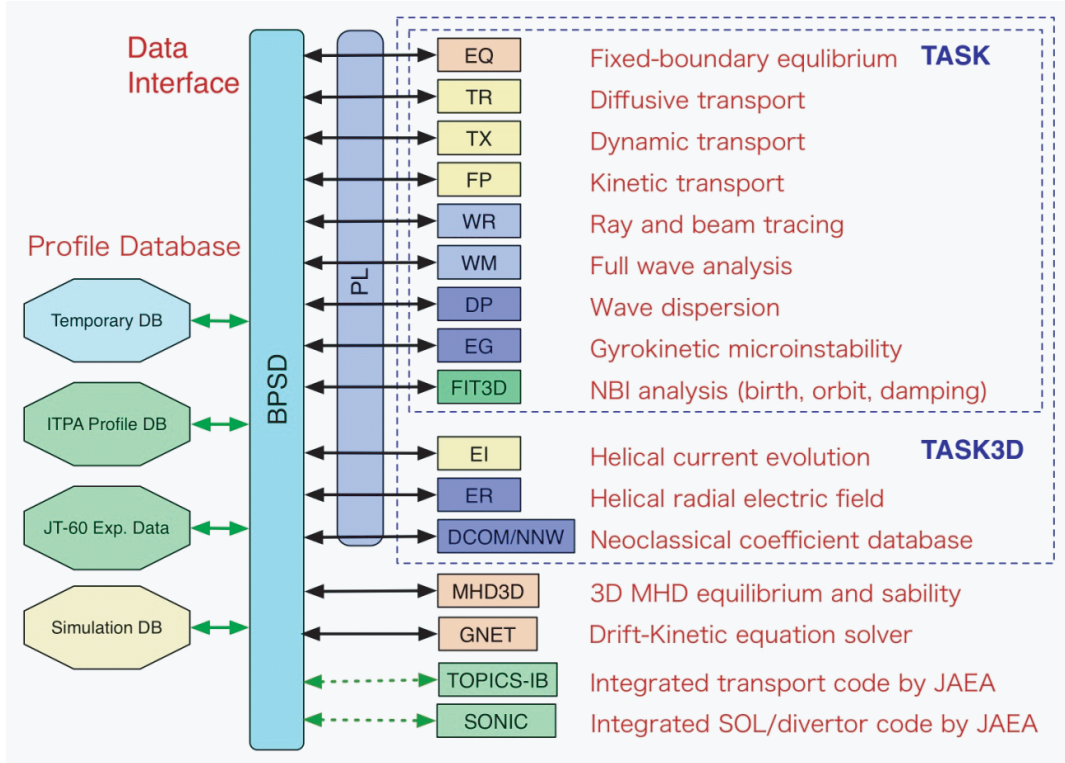 Data
Interface
Profile Database
Temporary DB
ITPA Profile DB
JT-60 Exp. Data
Simulation DB
BPSD
PL
TASK
EQ Fixed-boundary equlibrium
TR Diffusive transport
TX Dynamic transport
FP Kinetic transport
WR Ray and beam tracing
WM Full wave analysis
DP Wave dispersion
EG Gyrokinetic microinstability
FIT3D NBI analysis (birth, orbit, damping)
TASK3D
EI Helical current evolution
ER Helical radial electric field
DCOM/NNW Neoclassical coefficient database
MHD3D 3D MHD equilibrium and sability
GNET Drift-Kinetic equation solver
TOPICS-IB Integrated transport code by JAEA
SONIC Integrated SOL/divertor code by JAEA